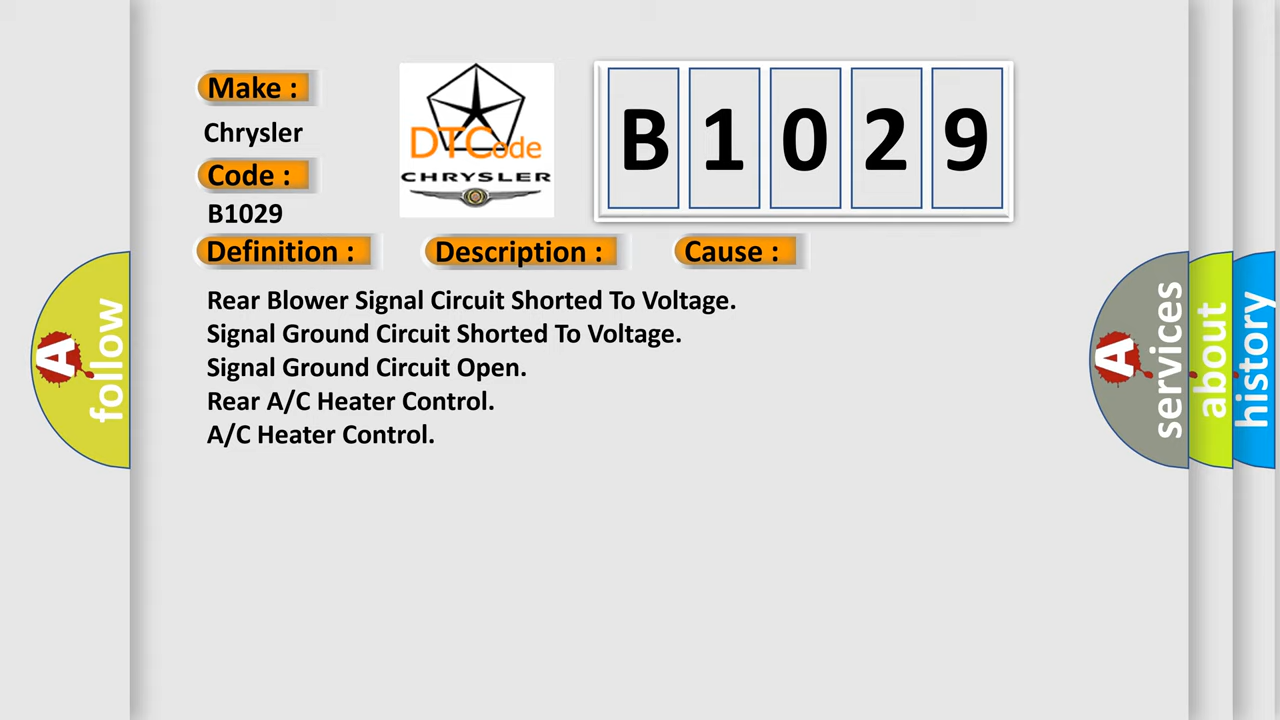 Make :
Chrysler
Code :
B1029
DTCode
CHRYSLER
B 1 0 2 9
Definition :
Description :
Cause :
Rear Blower Signal Circuit Shorted To Voltage.
Signal Ground Circuit Shorted To Voltage.
Signal Ground Circuit Open.
Rear A/C Heater Control.
A/C Heater Control.
A
follow
A
services
about
history